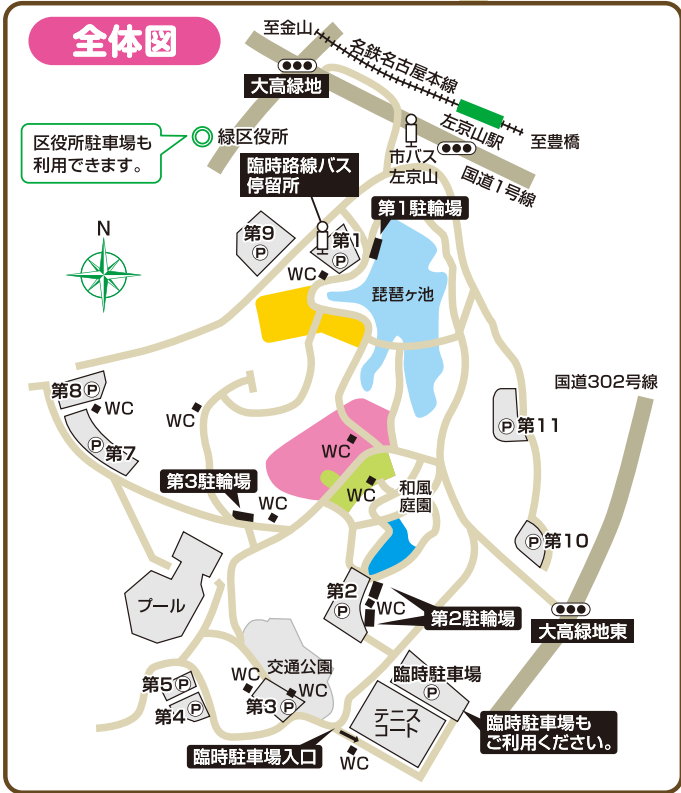 全体図
至金山
名鉄名古屋本線
大高緑地
左京山駅
至豊橋
区役所駐車場も
利用できます。
緑区役所
市バス
左京山
国道1号線
臨時路線バス
停留所
第1駐輪場
N
第9
P
第1
P
WC
琵琶ヶ池
国道302号線
第8
P
WC
WC
第7
P
第11
P
WC
第3駐輪場
WC
WC
和風
庭園
第10
P
プール
第2
P
WC
第2駐輪場
大高緑地東
交通公園
WC
WC
第5
P
第4
P
第3
P
臨時駐車場
P
テニス
コート
臨時駐車場も
ご利用ください。
臨時駐車場入口
WC